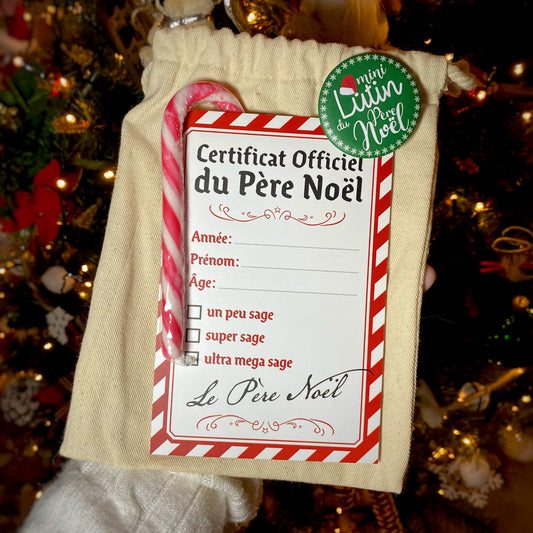 mini
Lutin
du Père
Noël
Certificat Officiel
du Père Noël
Année:
Prénom:
Âge:
un peu sage
super sage
ultra mega sage
Le Père Noël